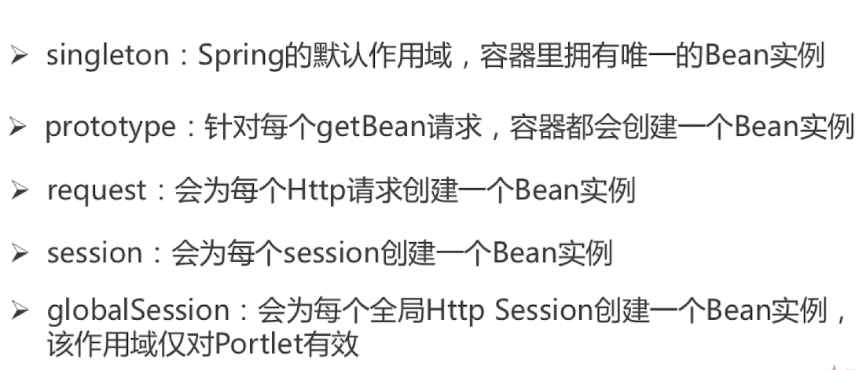 ➢ singleton：Spring的默认作用域，容器里拥有唯一的Bean实例
➢ prototype：针对每个getBean请求，容器都会创建一个Bean实例
➢ request：会为每个Http请求创建一个Bean实例
➢ session：会为每个session创建一个Bean实例
➢ globalSession：会为每个全局Http Session创建一个Bean实例，
该作用域仅对Portlet有效